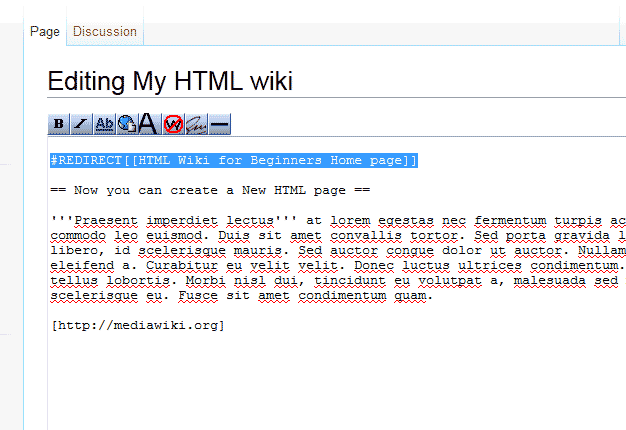 Page Discussion
Editing My HTML wiki
B I Ab A W
#REDIRECT[[HTML Wiki for Beginners Home page]]
== Now you can create a New HTML page ==
'''Praesent imperdiet lectus''' at lorem egestas nec fermentum turpis ac
commodo leo euismod. Duis sit amet convallis tortor. Sed porta gravida l
libero, id scelerisque mauris. Sed auctor congue dolor ut auctor. Nullam
eleifend a. Curabitur eu velit velit. Donec luctus ultrices condimentum.
tellus lobortis. Morbi nisl dui, tincidunt eu volutpat a, malesuada sed
scelerisque eu. Fusce sit amet condimentum quam.
[http://mediawiki.org]